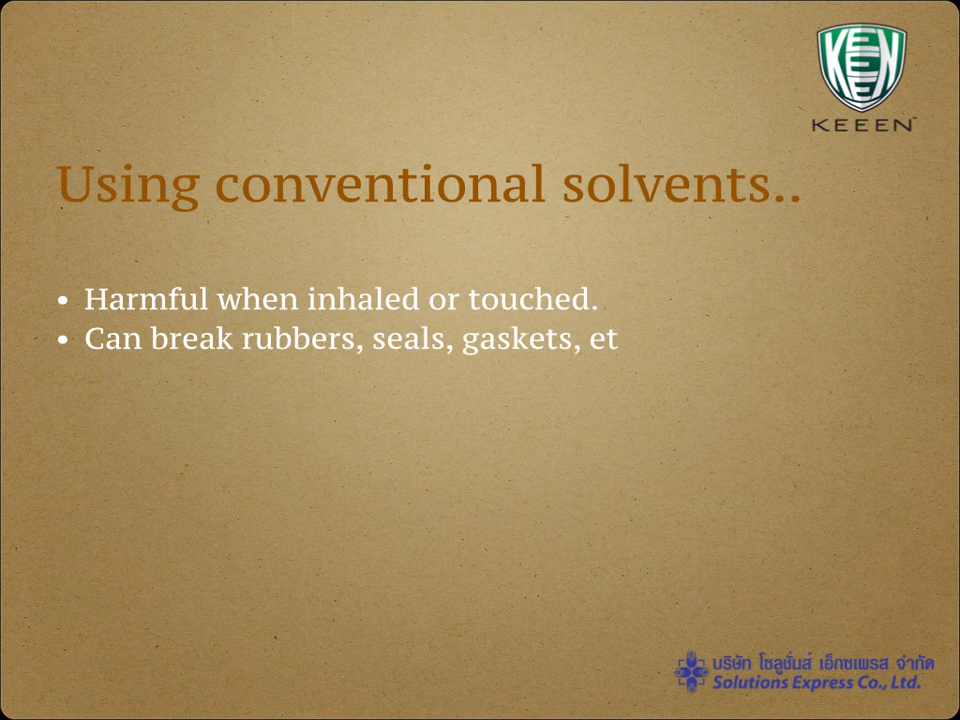 KEEEN
KEEEN™
Using conventional solvents..
• Harmful when inhaled or touched.
• Can break rubbers, seals, gaskets, et
บริษัท โซลูชั่นส์ เอ็กซเพรส จำกัด
Solutions Express Co., Ltd.